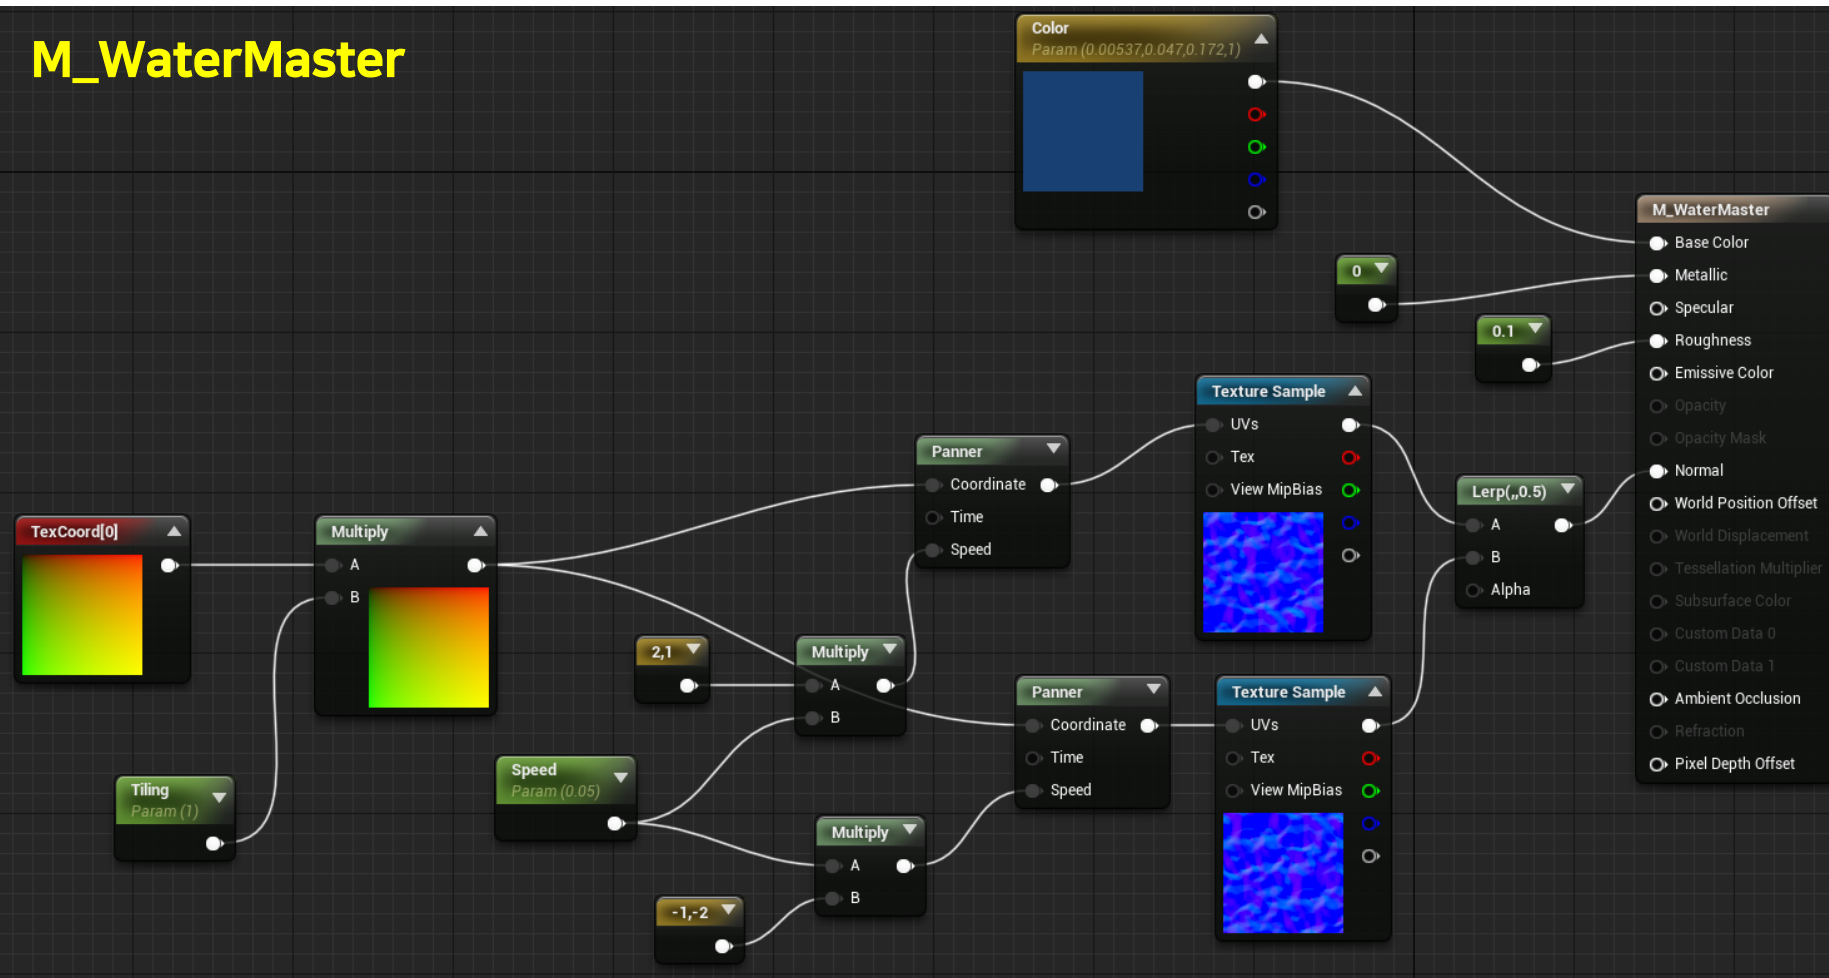 M_WaterMaster
Color
Param (0.00537,0.047,0.172,1)
M_WaterMaster
Base Color
Metallic
Specular
Roughness
Emissive Color
Opacity
Opacity Mask
Normal
World Position Offset
World Displacement
Tessellation Multiplier
Subsurface Color
Custom Data 0
Custom Data 1
Ambient Occlusion
Refraction
Pixel Depth Offset
0
0.1
Texture Sample
UVs
Tex
View MipBias
Lerp(,,0.5)
A
B
Alpha
Panner
Coordinate
Time
Speed
TexCoord[0]
Multiply
A
B
2,1
Multiply
A
B
Panner
Coordinate
Time
Speed
Texture Sample
UVs
Tex
View MipBias
Tiling
Param (1)
Speed
Param (0.05)
Multiply
A
B
-1,-2